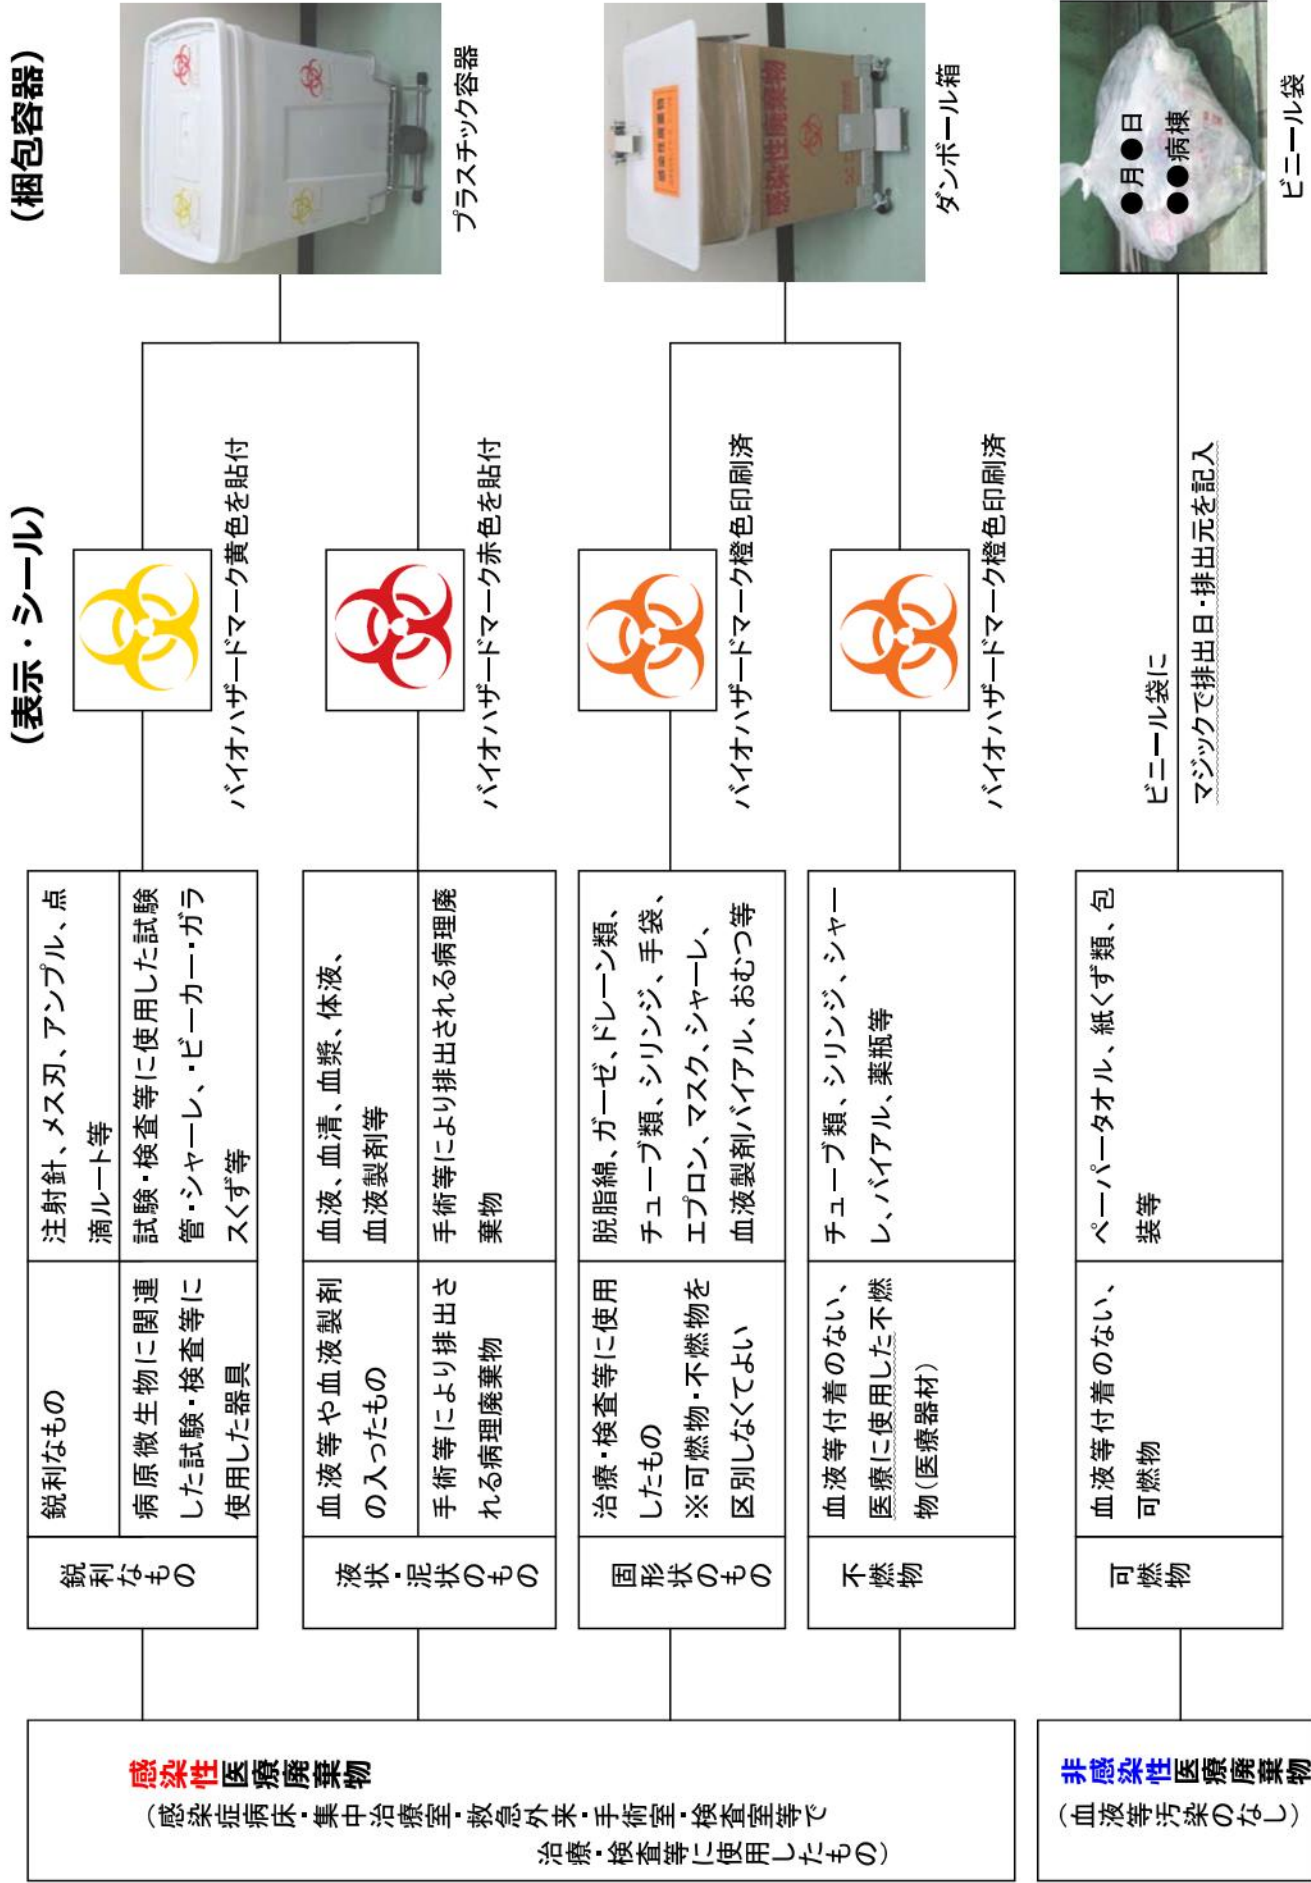 (表示・シール)
(梱包容器)
感染性医療廃棄物
（感染症病床・集中治療室・救急外来・手術室・検査室等で
治療・検査等に使用したもの）
鋭利なもの
鋭利なもの
注射針、メス刃、アンプル、点
滴ルート等
病原微生物に関連
した試験・検査等に
使用した器具
試験・検査等に使用した試験
管・シャーレ、・ビーカー・ガラ
スくず等
バイオハザードマーク黄色を貼付
液状・泥状のもの
血液等や血液製剤
の入ったもの
血液、血清、血漿、体液、
血液製剤等
手術等により排出さ
れる病理廃棄物
手術等により排出される病理廃
棄物
バイオハザードマーク赤色を貼付
プラスチック容器
固形状のもの
治療・検査等に使用
したもの
※可燃物・不燃物を
区別しなくてよい
脱脂綿、ガーゼ、ドレーン類、
チューブ類、シリンジ、手袋、
エプロン、マスク、シャーレ、
血液製剤バイアル、おむつ等
バイオハザードマーク橙色印刷済
不燃物
血液等付着のない、
医療に使用した不燃
物（医療器材）
チューブ類、シリンジ、シャー
レ、バイアル、薬瓶等
バイオハザードマーク橙色印刷済
感染性廃棄物
感染性廃棄物
ダンボール箱
非感染性医療廃棄物
（血液等汚染のなし）
可燃物
血液等付着のない、
可燃物
ペーパータオル、紙くず類、包
装等
ビニール袋に
マジックで排出日・排出元を記入
●月●日
●●病棟
ビニール袋